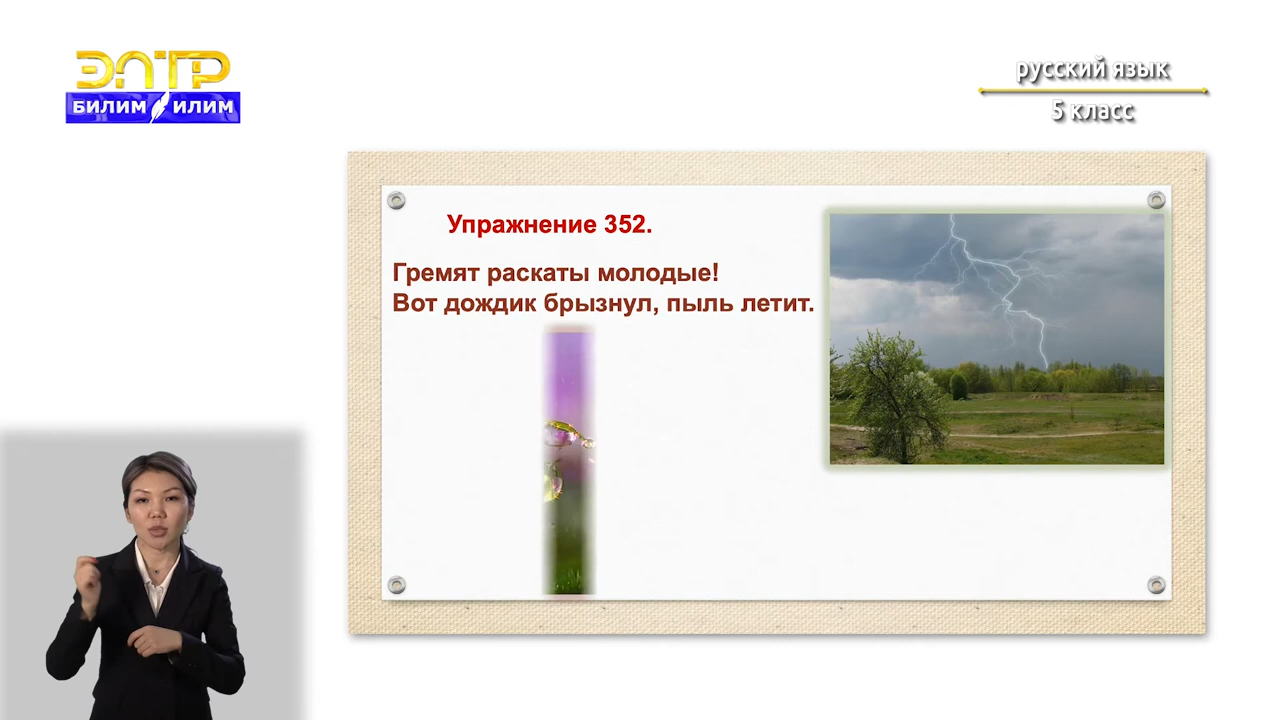 ЭЛТР
БИЛИМ ИЛИМ
русский язык
5 класс
Упражнение 352.
Гремят раскаты молодые!
Вот дождик брызнул, пыль летит.